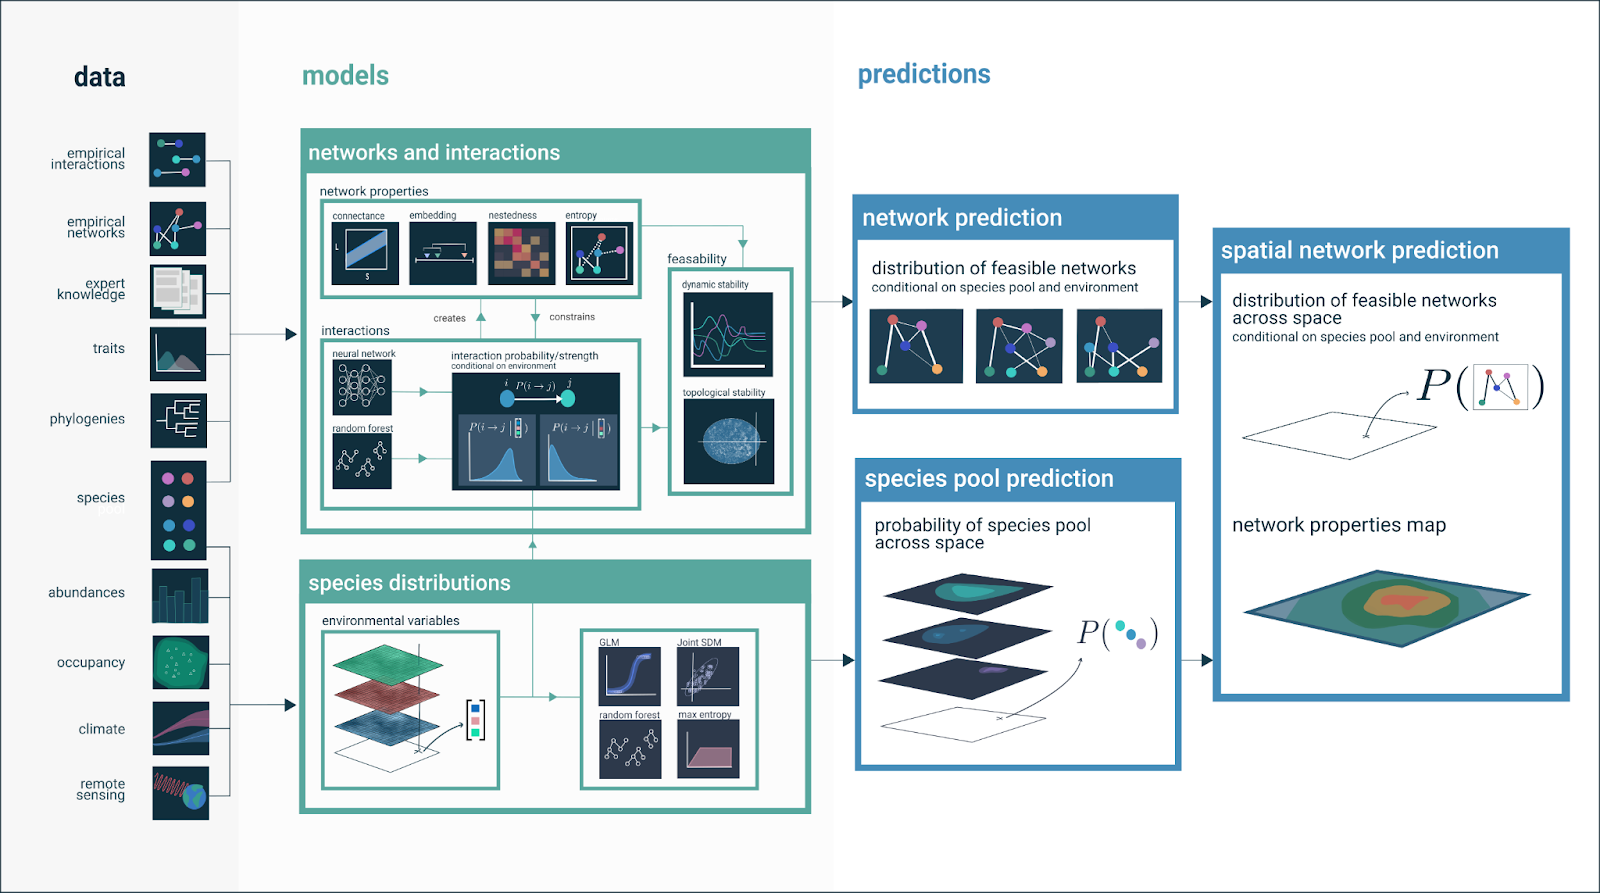 data
models
predictions
empirical
interactions
empirical
networks
expert
knowledge
traits
phylogenies
species
pool
abundances
occupancy
climate
remote
sensing
networks and interactions
network properties
connectance
embedding
nestedness
entropy
L
S
creates
constrains
interactions
neural network
random forest
interaction probability/strength
conditional on environment
i P(i → j) j
P(i → j | [ ])
P(i → j | [ ])
feasability
dynamic stability
topological stability
species distributions
environmental variables
GLM
Joint SDM
random forest
max entropy
network prediction
distribution of feasible networks
conditional on species pool and environment
species pool prediction
probability of species pool
across space
P( )
spatial network prediction
distribution of feasible networks
across space
conditional on species pool and environment
P( )
network properties map